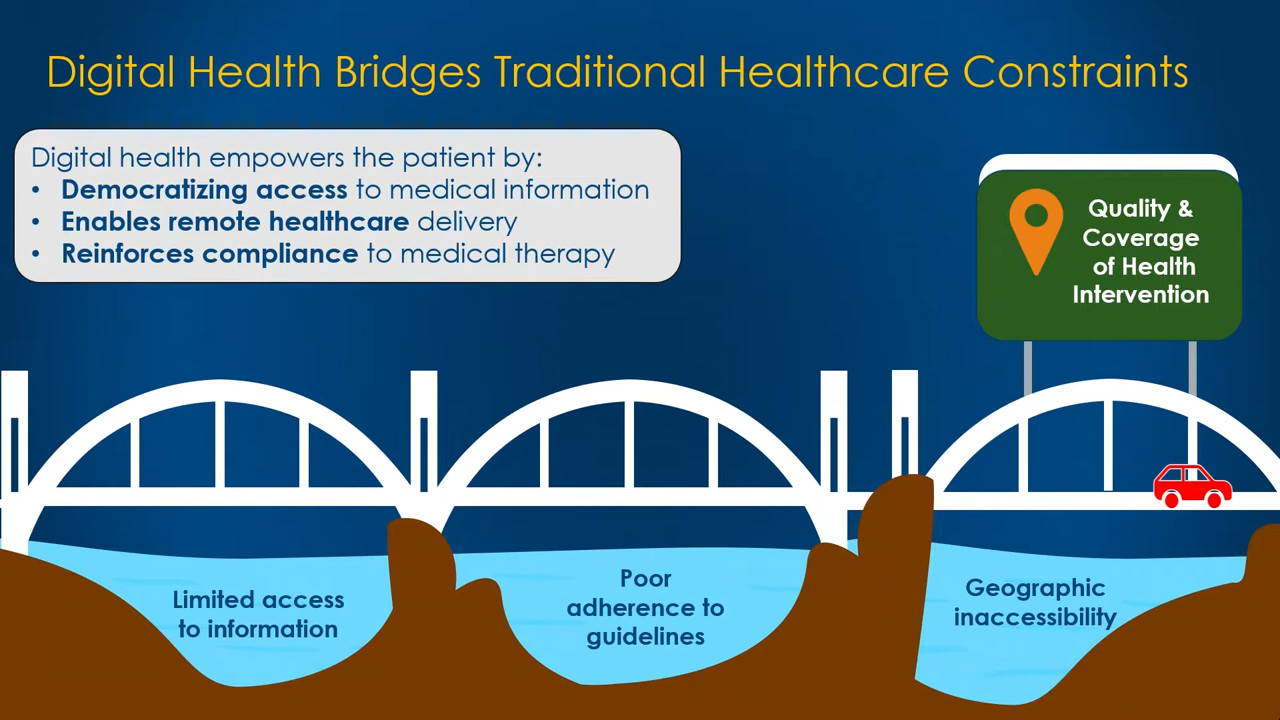 Digital Health Bridges Traditional Healthcare Constraints
Digital health empowers the patient by:
• Democratizing access to medical information
• Enables remote healthcare delivery
• Reinforces compliance to medical therapy
Quality &
Coverage
of Health
Intervention
Limited access
to information
Poor
adherence to
guidelines
Geographic
inaccessibility